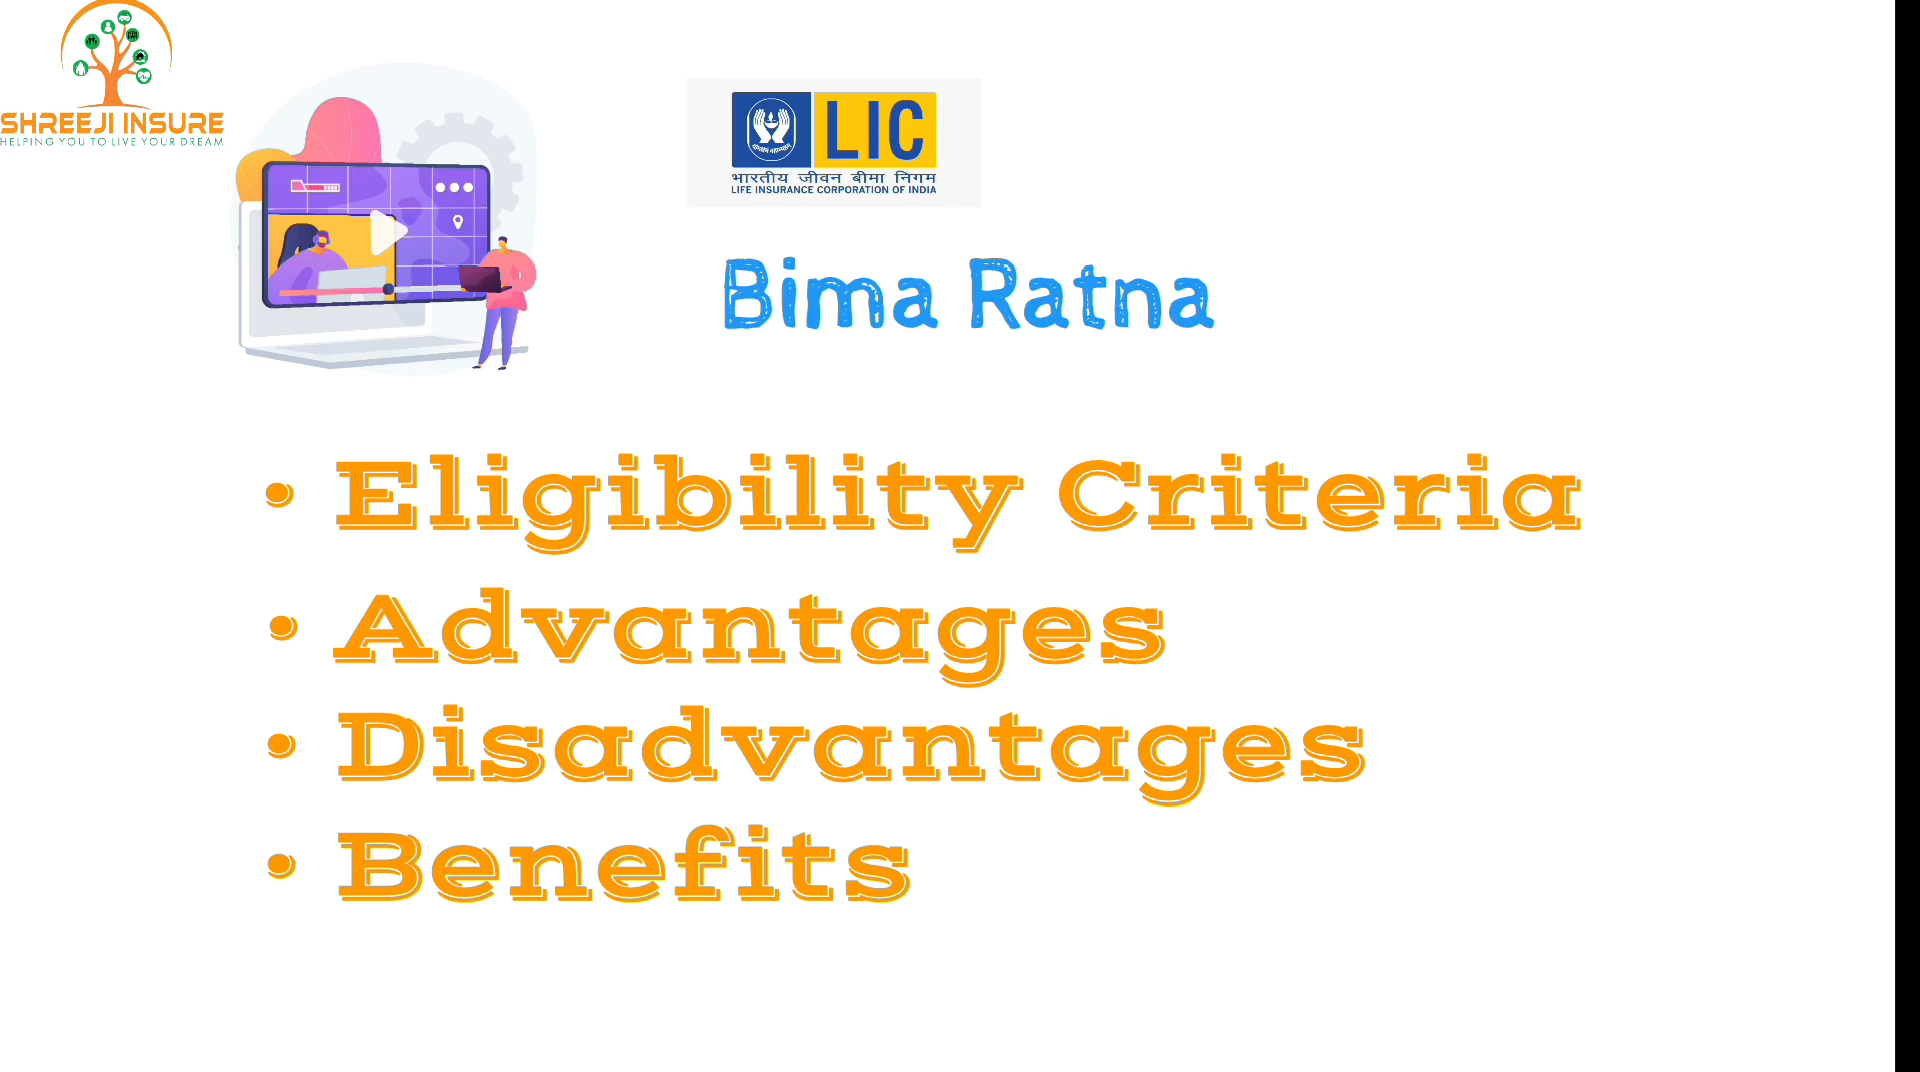 SHREEJI INSURE
HELPING YOU TO LIVE YOUR DREAM
LIC
भारतीय जीवन बीमा निगम
LIFE INSURANCE CORPORATION OF INDIA
Bima Ratna
• Eligibility Criteria
• Advantages
• Disadvantages
• Benefits